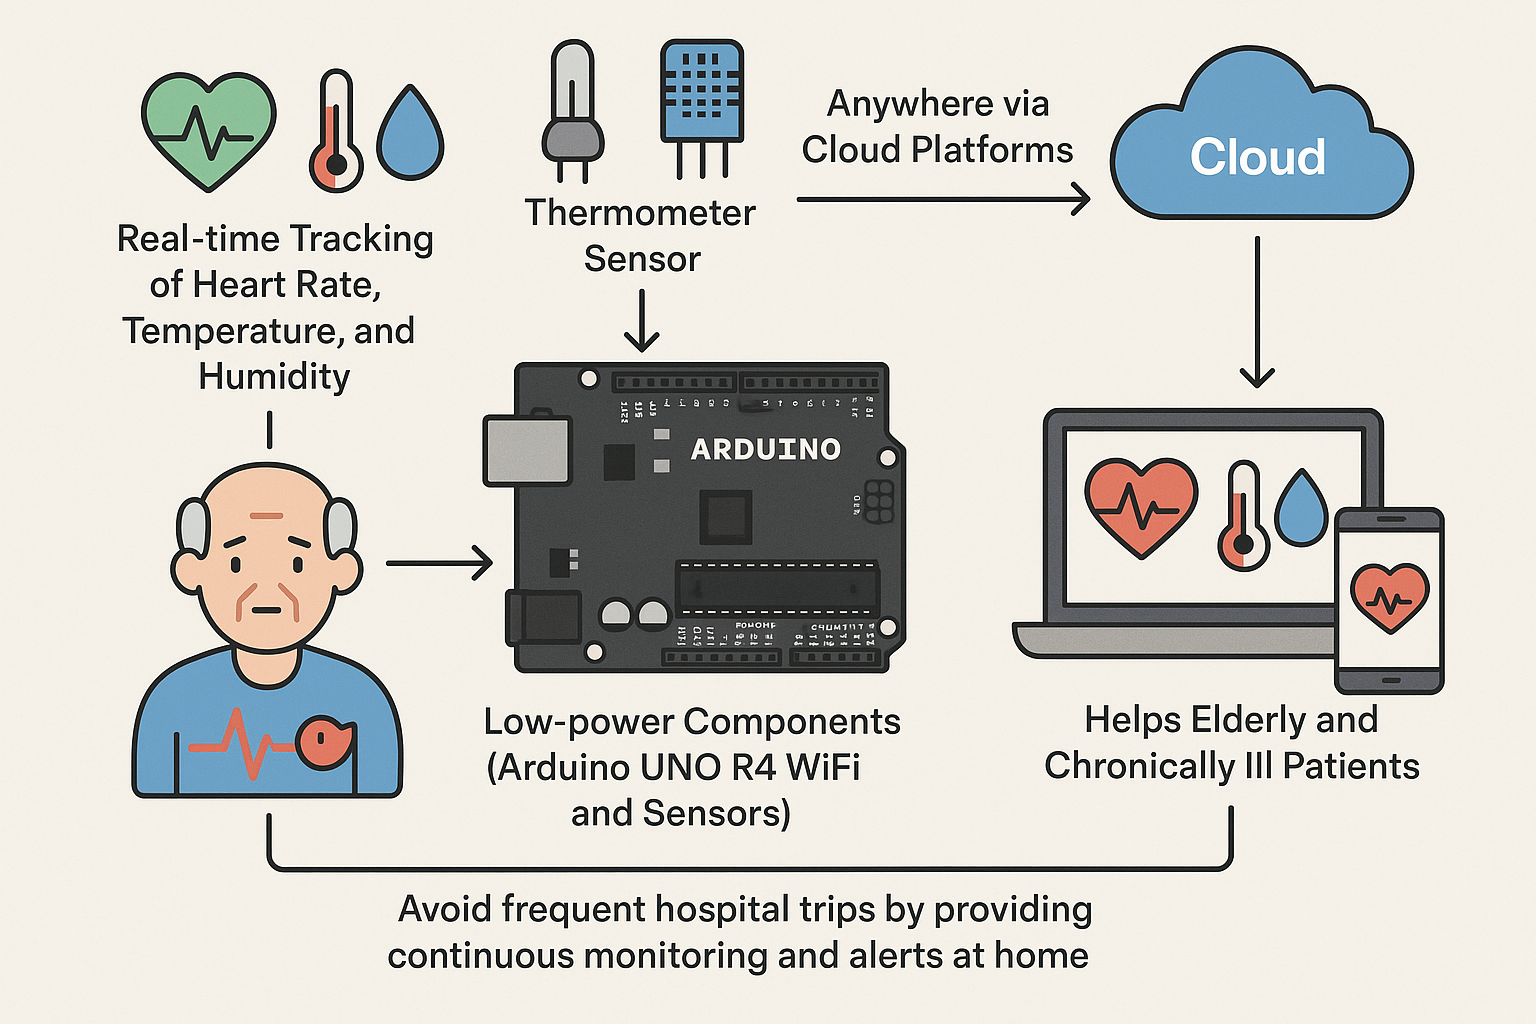 Real-time Tracking
of Heart Rate,
Temperature, and
Humidity
Thermometer
Sensor
Anywhere via
Cloud Platforms
Cloud
ARDUINO
Low-power Components
(Arduino UNO R4 WiFi
and Sensors)
Helps Elderly and
Chronically Ill Patients
Avoid frequent hospital trips by providing
continuous monitoring and alerts at home